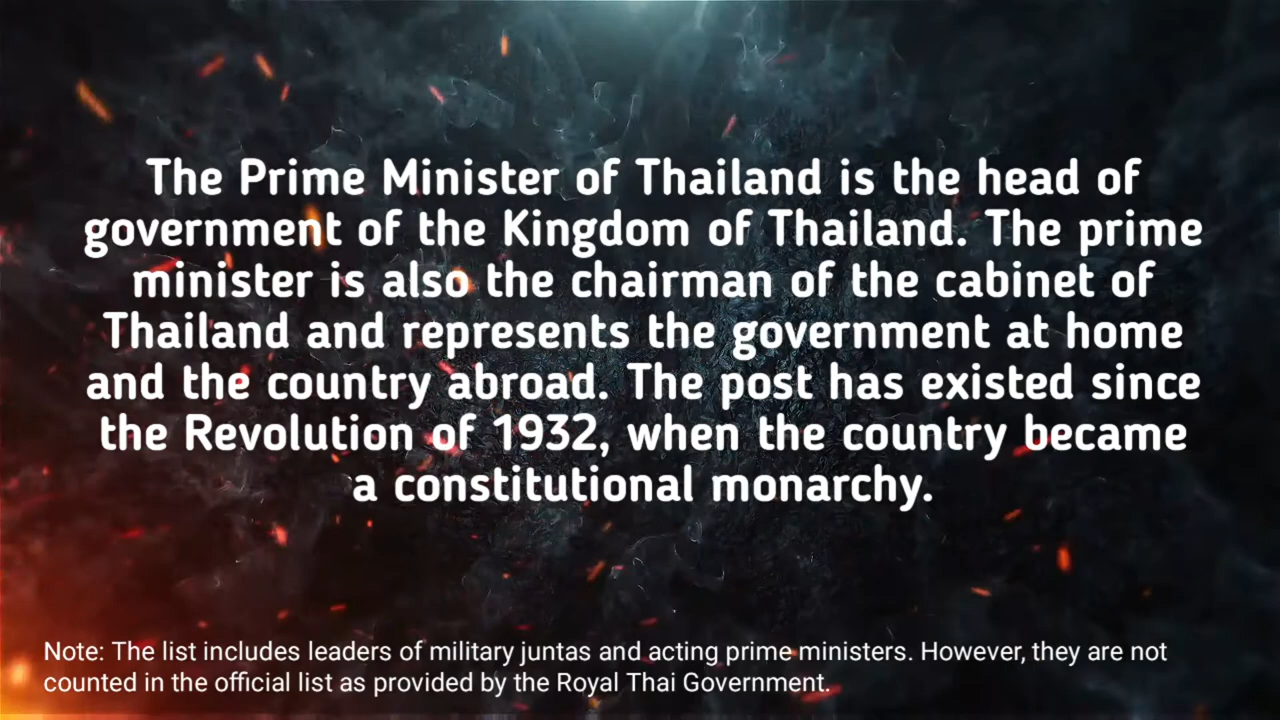 The Prime Minister of Thailand is the head of
government of the Kingdom of Thailand. The prime
minister is also the chairman of the cabinet of
Thailand and represents the government at home
and the country abroad. The post has existed since
the Revolution of 1932, when the country became
a constitutional monarchy.
Note: The list includes leaders of military juntas and acting prime ministers. However, they are not
counted in the official list as provided by the Royal Thai Government.